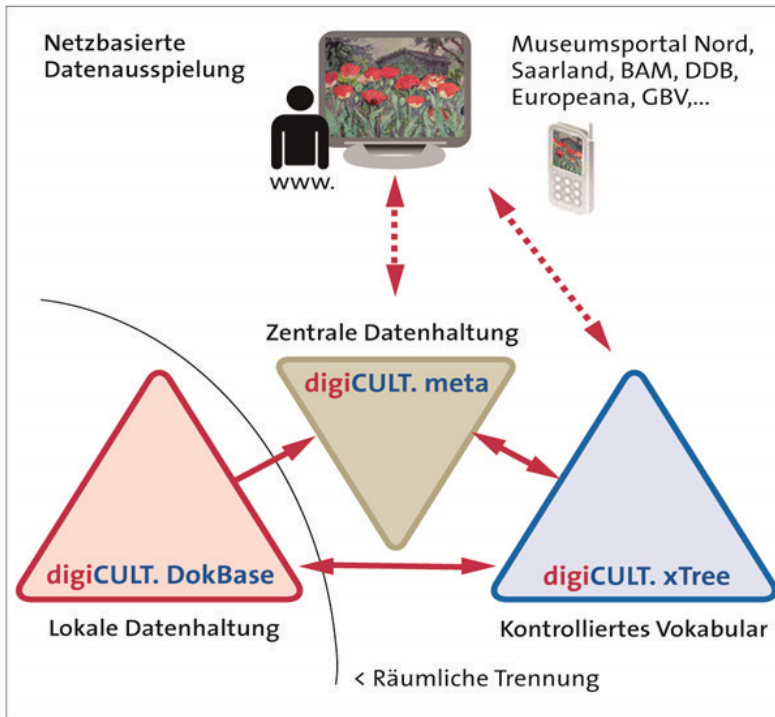 Netzbasierte
Datenausspielung
Museumsportal Nord,
Saarland, BAM, DDB,
Europeana, GBV,...
www.
Zentrale Datenhaltung
digiCULT. meta
digiCULT. DokBase
digiCULT. xTree
Lokale Datenhaltung
Kontrolliertes Vokabular
< Räumliche Trennung